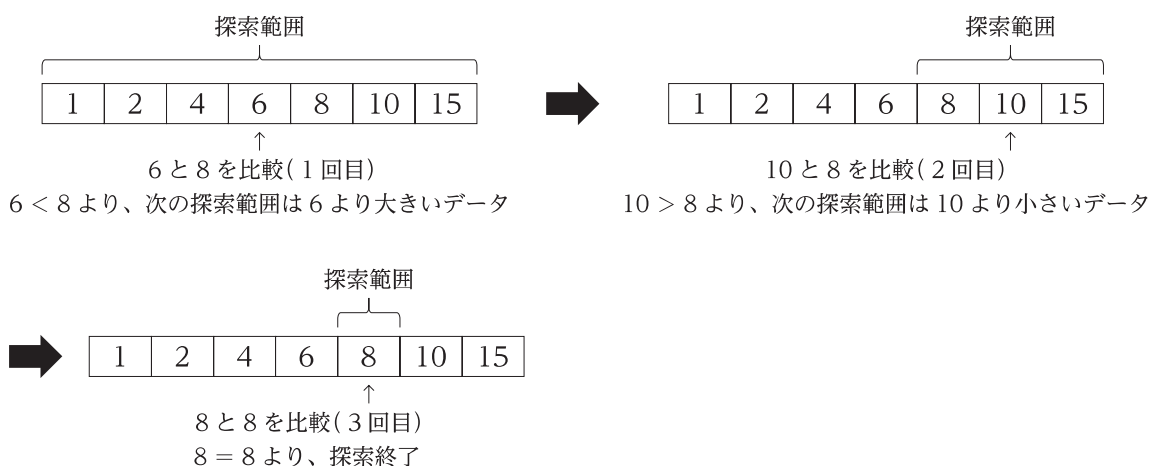 探索範囲
1 2 4 6 8 10 15
6と8を比較(1回目)
6<8より、次の探索範囲は6より大きいデータ
探索範囲
1 2 4 6 8 10 15
10と8を比較(2回目)
10>8より、次の探索範囲は10より小さいデータ
探索範囲
1 2 4 6 8 10 15
8と8を比較(3回目)
8=8より、探索終了